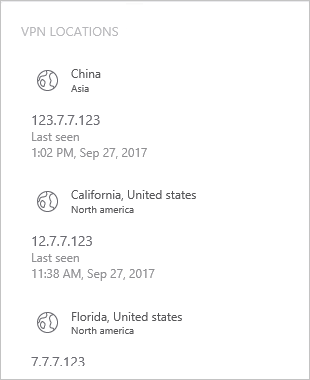 VPN LOCATIONS
China
Asia
123.7.7.123
Last seen
1:02 PM, Sep 27, 2017
California, United states
North america
12.7.7.123
Last seen
11:38 AM, Sep 27, 2017
Florida, United states
North america
7.7.7.123